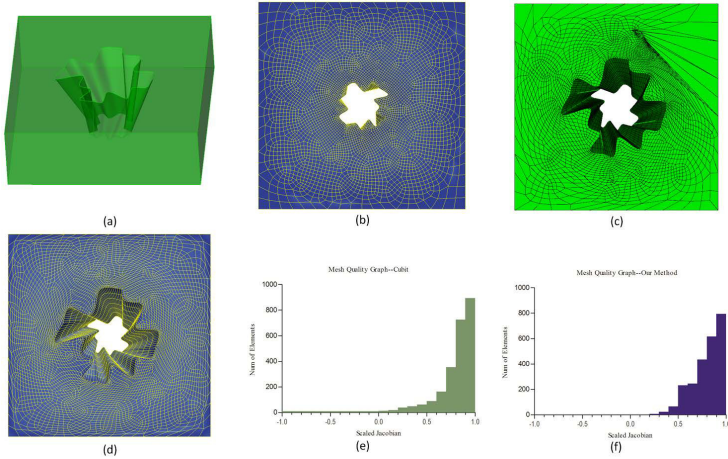 (a)
(b)
(c)
Mesh Quality Graph--Cubit
Num of Elements
1000
800
600
400
200
0
-1.0
-0.5
0.0
0.5
1.0
Scaled Jacobian
Mesh Quality Graph--Our Method
Num of Elements
1000
800
600
400
200
0
-1.0
-0.5
0.0
0.5
1.0
Scaled Jacobian
(d)
(e)
(f)